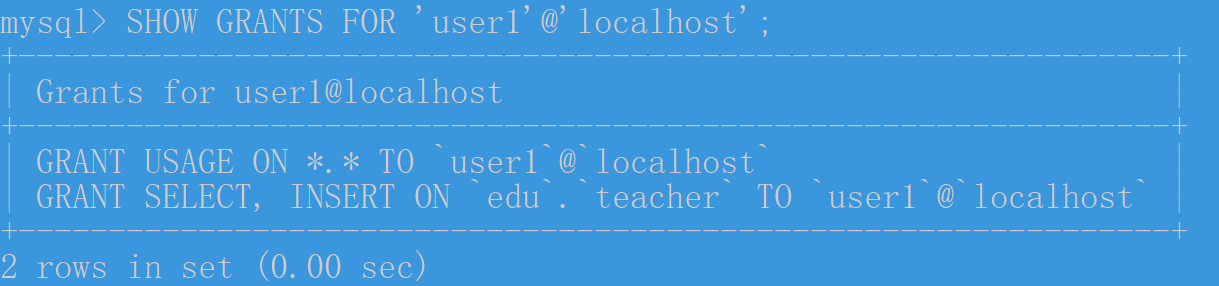 mysql> SHOW GRANTS FOR 'user1'@'localhost';
+----------------------------------------------------------------+
| Grants for user1@localhost                                     |
+----------------------------------------------------------------+
| GRANT USAGE ON *.* TO `user1`@`localhost`                      |
| GRANT SELECT, INSERT ON `edu`.`teacher` TO `user1`@`localhost` |
+----------------------------------------------------------------+
2 rows in set (0.00 sec)